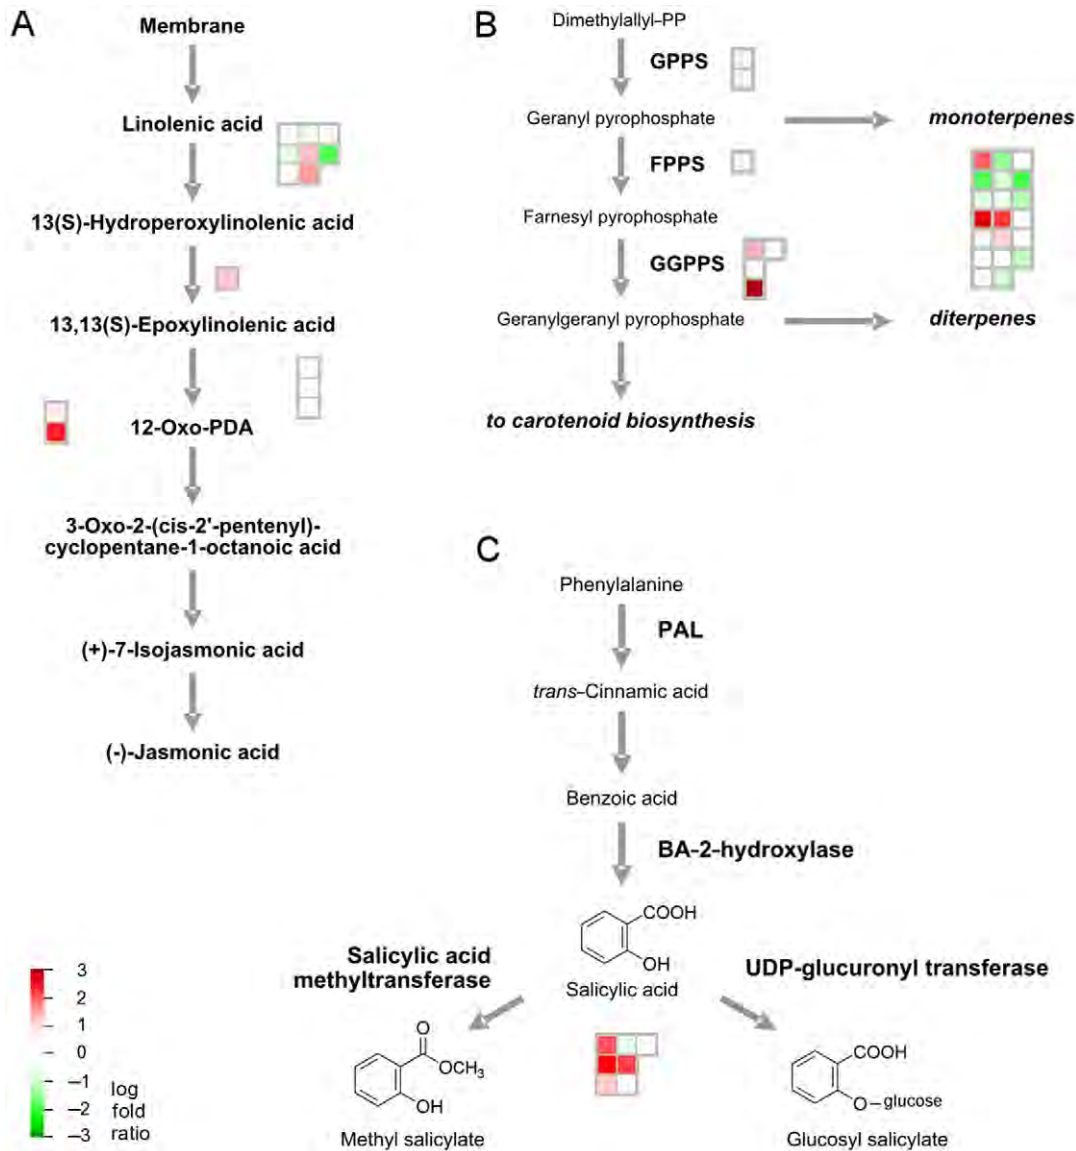 A
Membrane
Linolenic acid
13(S)-Hydroperoxylinolenic acid
13,13(S)-Epoxylinolenic acid
12-Oxo-PDA
3-Oxo-2-(cis-2'-pentenyl)-
cyclopentane-1-octanoic acid
(+)-7-Isojasmonic acid
(-)-Jasmonic acid
B
Dimethylallyl-PP
GPPS
Geranyl pyrophosphate
monoterpenes
FPPS
Farnesyl pyrophosphate
GGPPS
Geranylgeranyl pyrophosphate
diterpenes
to carotenoid biosynthesis
C
Phenylalanine
PAL
trans-Cinnamic acid
Benzoic acid
BA-2-hydroxylase
COOH
OH
Salicylic acid
Salicylic acid
methyltransferase
UDP-glucuronyl transferase
O
OCH3
OH
Methyl salicylate
COOH
O-glucose
Glucosyl salicylate
3
2
1
0
-1
-2
-3
log
fold
ratio